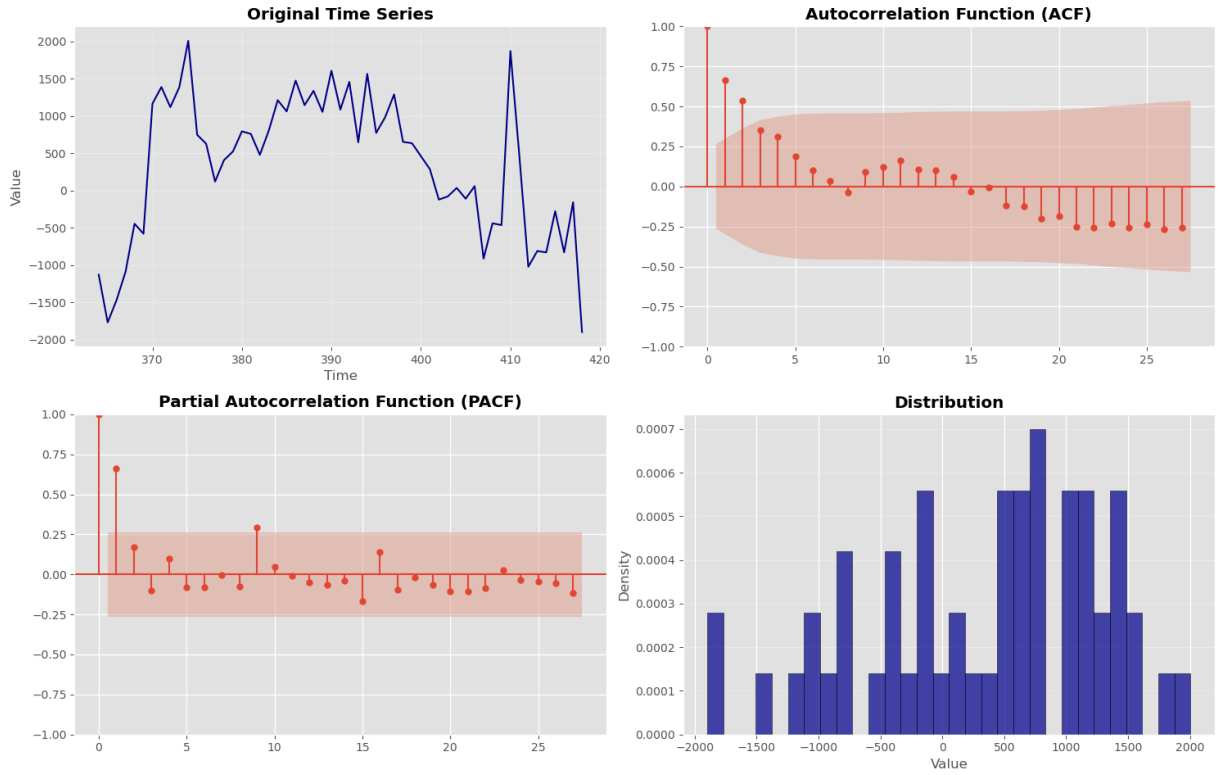 Original Time Series
2000
1500
1000
500
0
−500
−1000
−1500
−2000
Value
370 380 390 400 410 420
Time
Autocorrelation Function (ACF)
1.00
0.75
0.50
0.25
0.00
−0.25
−0.50
−0.75
−1.00
0 5 10 15 20 25
Partial Autocorrelation Function (PACF)
1.00
0.75
0.50
0.25
0.00
−0.25
−0.50
−0.75
−1.00
0 5 10 15 20 25
Distribution
0.0007
0.0006
0.0005
0.0004
0.0003
0.0002
0.0001
0.0000
Density
−2000 −1500 −1000 −500 0 500 1000 1500 2000
Value